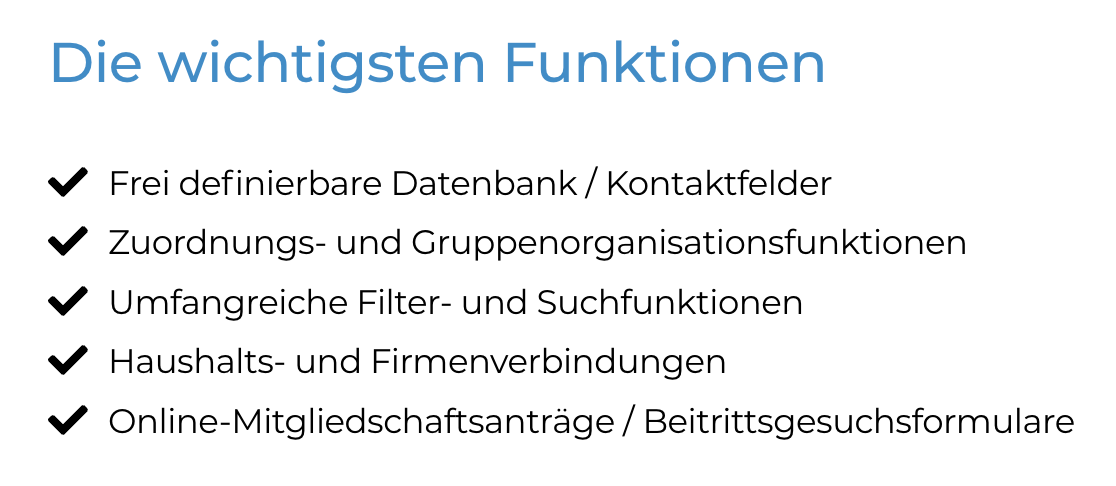 Die wichtigsten Funktionen
Frei definierbare Datenbank / Kontaktfelder
Zuordnungs- und Gruppenorganisationsfunktionen
Umfangreiche Filter- und Suchfunktionen
Haushalts- und Firmenverbindungen
Online-Mitgliedschaftsanträge / Beitrittsgesuchsformulare